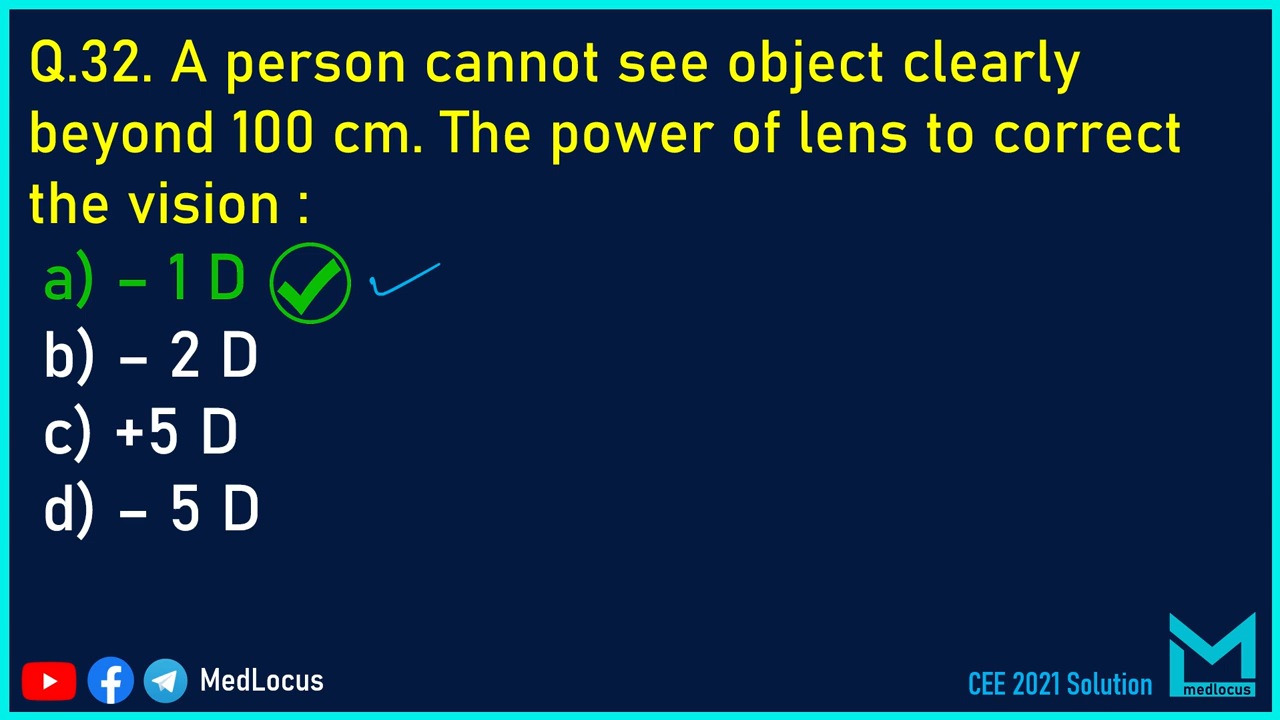 Q.32. A person cannot see object clearly
beyond 100 cm. The power of lens to correct
the vision :
a) – 1 D
b) – 2 D
c) +5 D
d) – 5 D
MedLocus
CEE 2021 Solution
medlocus